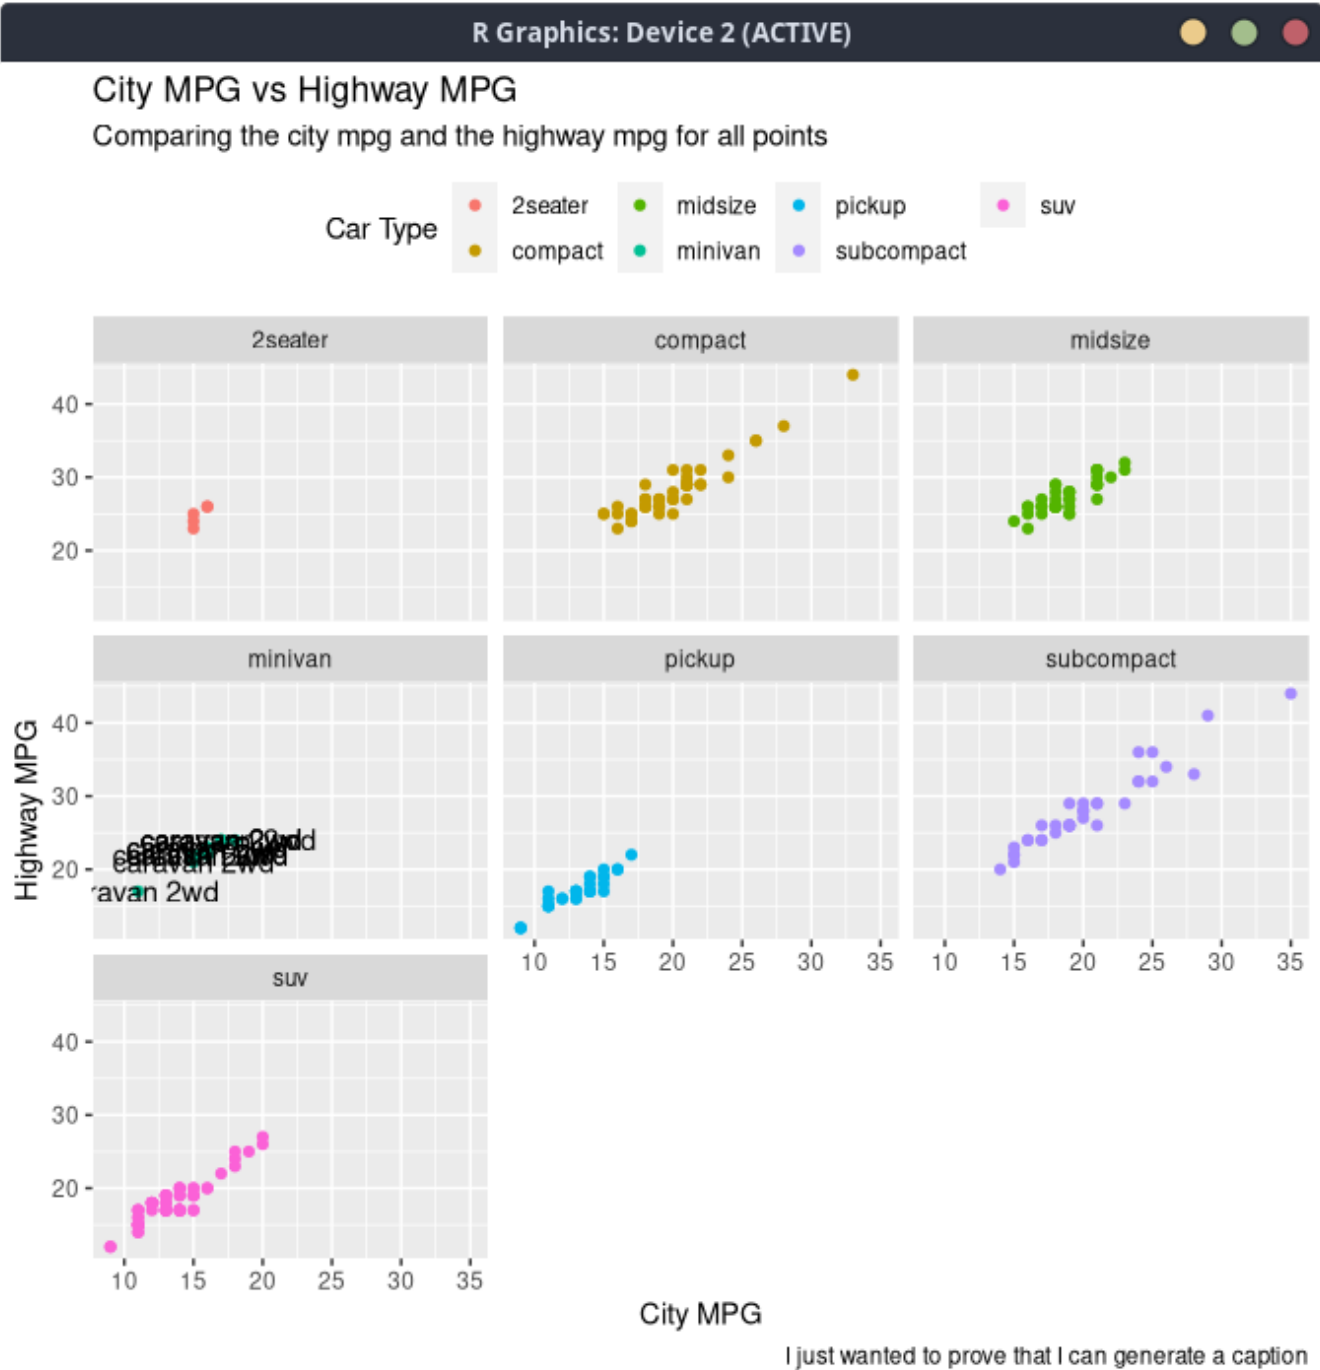 R Graphics: Device 2 (ACTIVE)
City MPG vs Highway MPG
Comparing the city mpg and the highway mpg for all points
Car Type
2seater midsize pickup suv
compact minivan subcompact
2seater compact midsize
40
30
20
minivan pickup subcompact
Highway MPG
40
30
20
caravan 2wd
ravan 2wd
10 15 20 25 30 35 10 15 20 25 30 35
suv
40
30
20
10 15 20 25 30 35
City MPG
I just wanted to prove that I can generate a caption